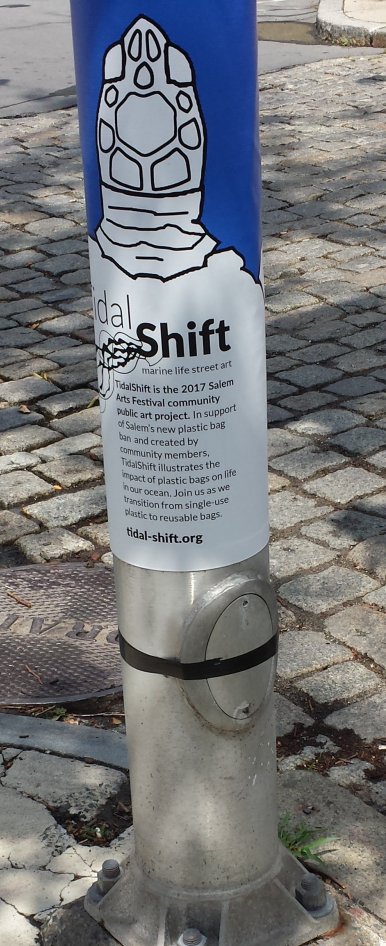 Tidal
Shift
marine life street art
TidalShift is the 2017 Salem
Arts Festival community
public art project. In support
of Salem's new plastic bag
ban and created by
community members,
TidalShift illustrates the
impact of plastic bags on life
in our ocean. Join us as we
transition from single-use
plastic to reusable bags.
tidal-shift.org